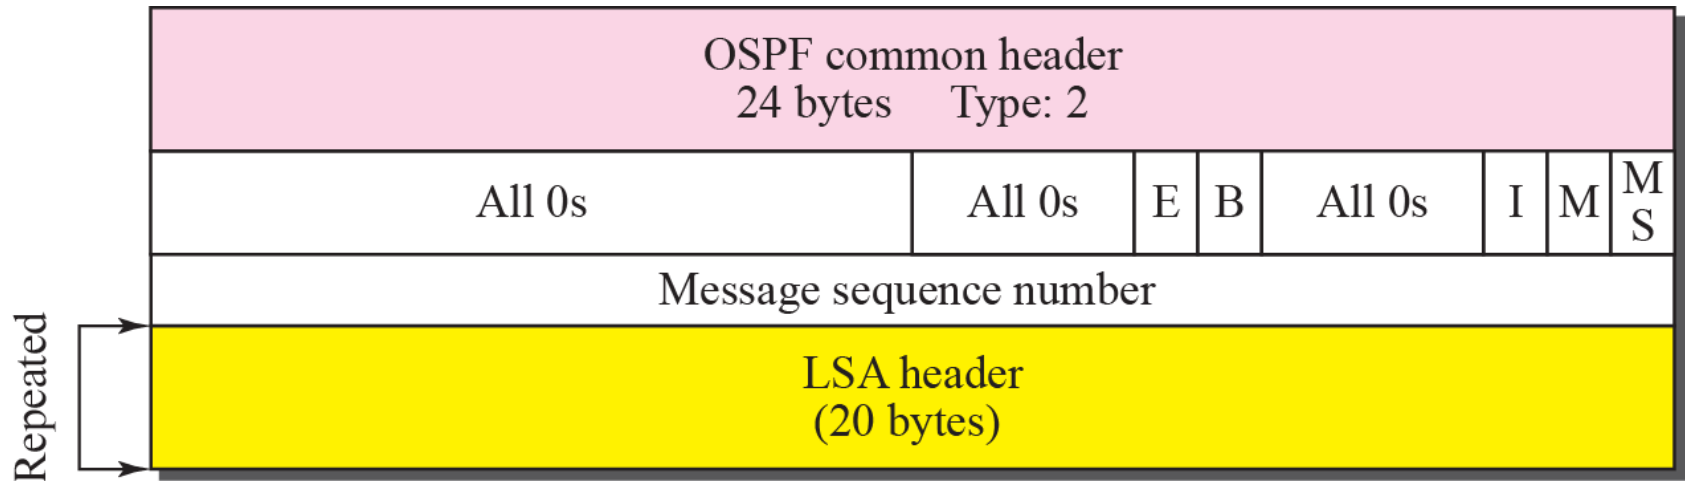 OSPF common header
24 bytes Type: 2
All 0s All 0s E B All 0s I M M
S
Message sequence number
Repeated
LSA header
(20 bytes)